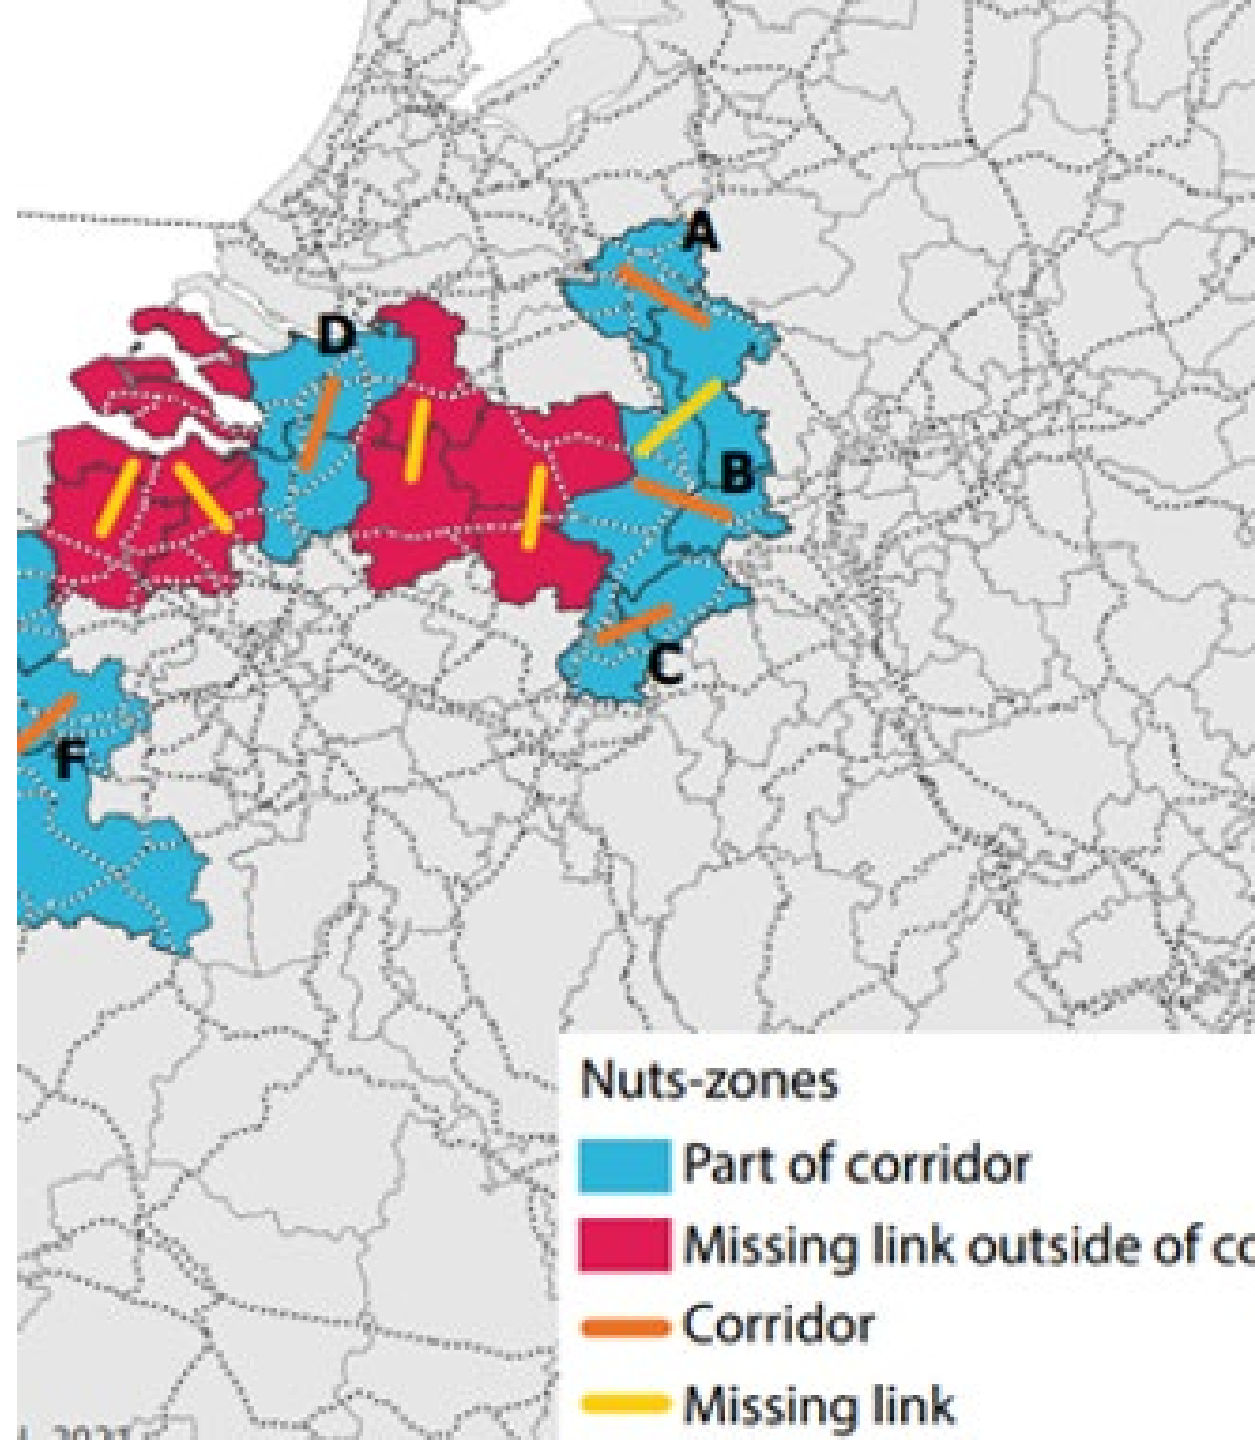 A
D
B
C
F
Nuts-zones
Part of corridor
Missing link outside of co
Corridor
Missing link